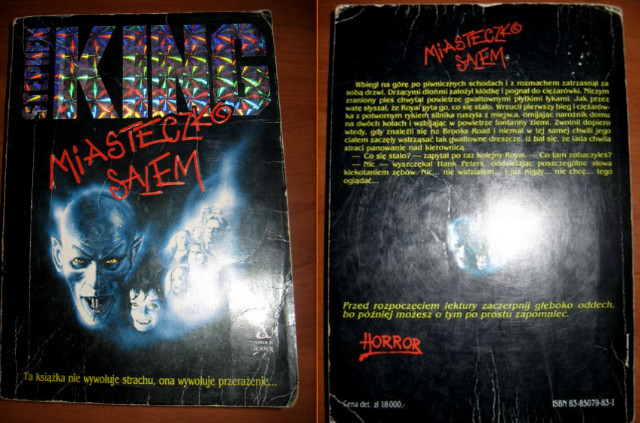 STEPHEN
KING
MiASTECZKO
SALEM
HORROR
Ta książka nie wywołuje strachu, ona wywołuje przerażenie...
MiASTECZKO
SALEM
Wbiegł na górę po piwnicznych schodach i z rozmachem zatrzasnął za
sobą drzwi. Drżącymi dłońmi założył kłódkę i pognał do ciężarówki. Niczym
zraniony pies chwytał powietrze gwałtownymi płytkimi łykami. Jak przez
watę słyszał, że Royal pyta go, co się stało. Wrzucił pierwszy bieg i ciężarów-
ka z potwornym rykiem silnika ruszyła z miejsca, omijając narożnik domu
na dwóch kołach i wzbijając w powietrze fontanny ziemi. Zwolnił dopiero
wtedy, gdy znaleźli się na Brooks Road i niemal w tej samej chwili jego
ciałem zaczęły wstrząsać tak gwałtowne dreszcze, iż bał się, że lada chwila
straci panowanie nad kierownicą.
— Co się stało? — zapytał po raz kolejny Royal. — Co tam zobaczyłeś?
— Nic — wyszczękał Hank Peters, oddzielając poszczególne słowa
klekotaniem zębów. Nic... nie widziałem... i już nigdy... nie chcę... tego
oglądać...
Przed rozpoczęciem lektury zaczerpnij głęboko oddech,
bo później możesz o tym po prostu zapomnieć.
HORROR
Cena det. zł 18 000,-
ISBN 83-85079-83-1